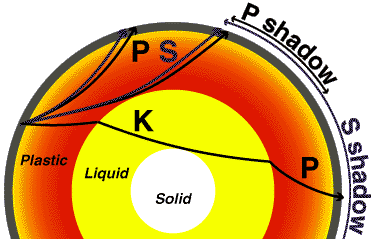 P shadow
P S
S shadow
K
Plastic
Liquid
P
Solid